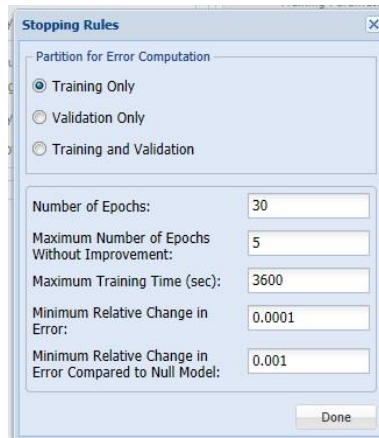 Stopping Rules
Partition for Error Computation
Training Only
Validation Only
Training and Validation
Number of Epochs: 30
Maximum Number of Epochs
Without Improvement: 5
Maximum Training Time (sec): 3600
Minimum Relative Change in
Error: 0.0001
Minimum Relative Change in
Error Compared to Null Model: 0.001
Done